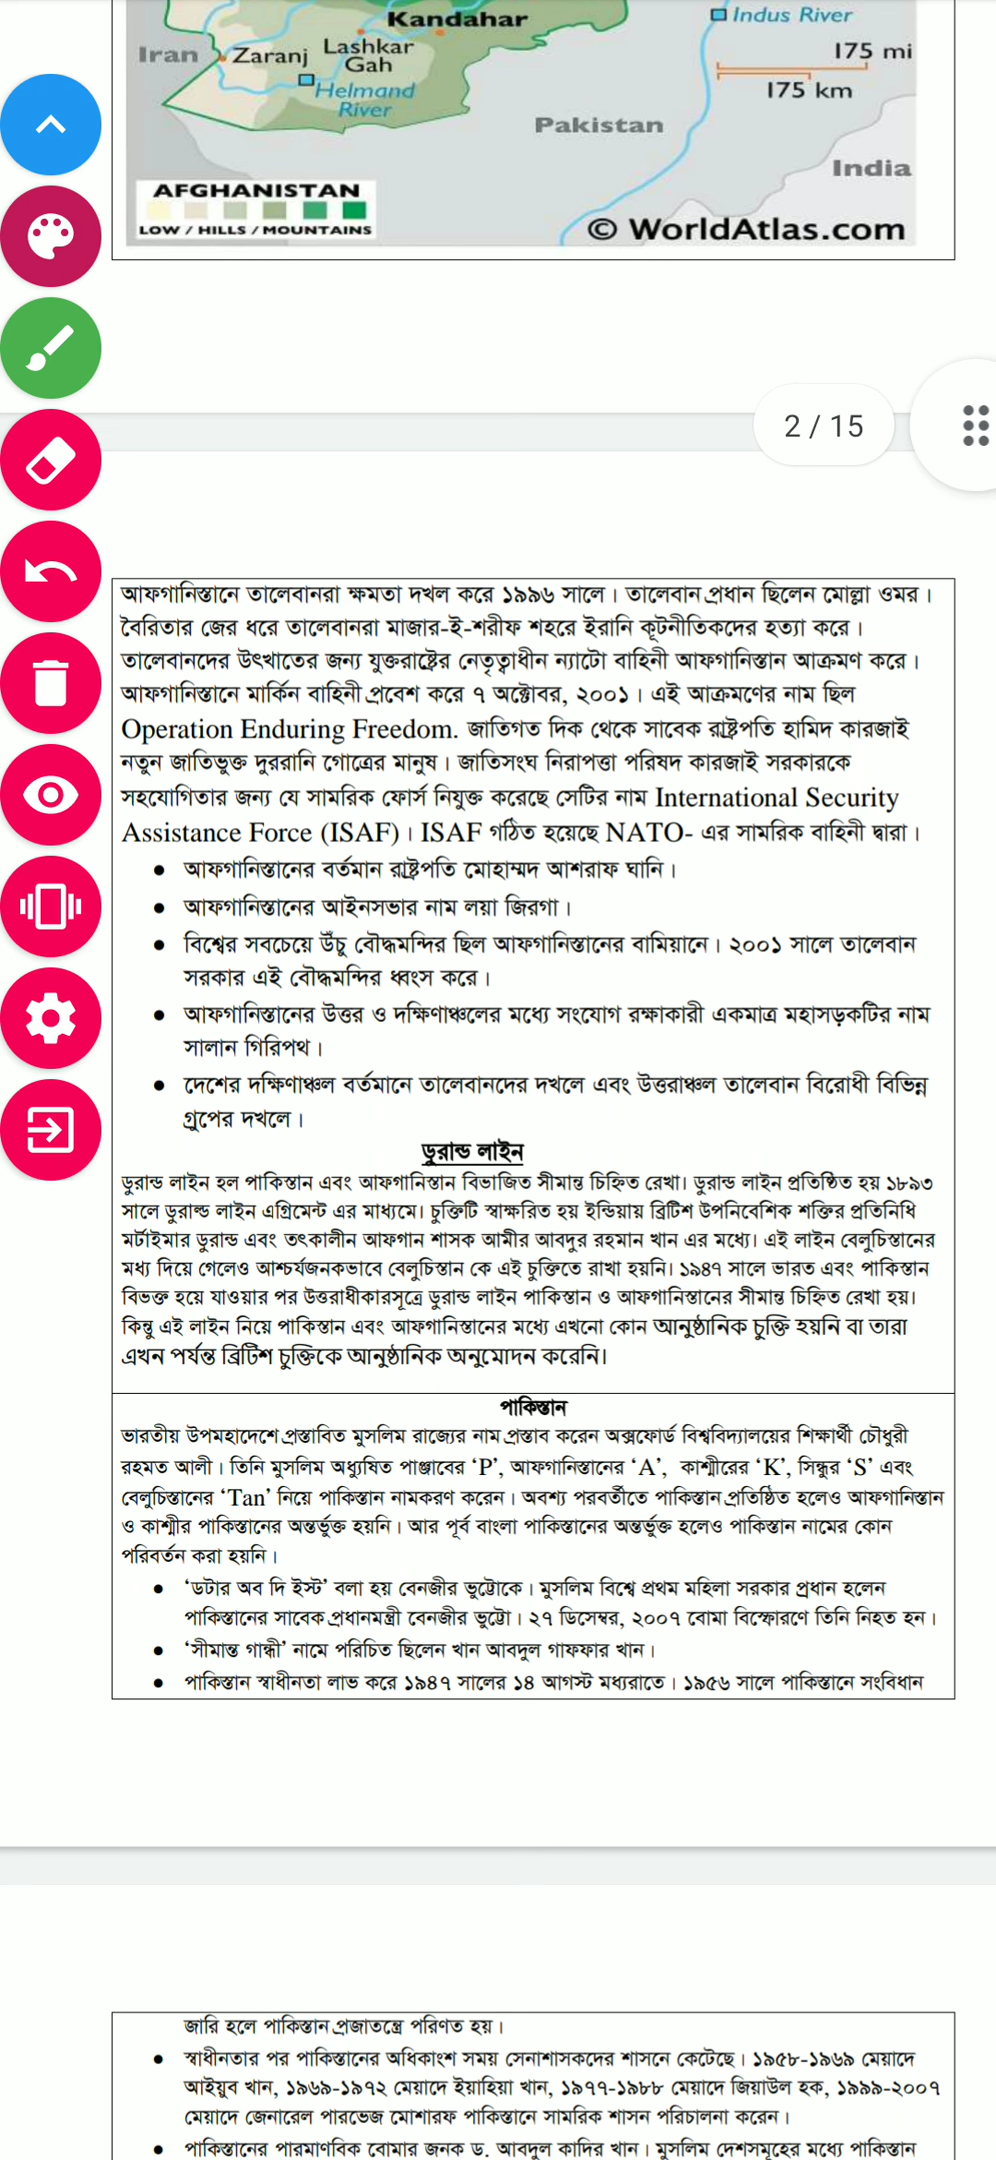 Kandahar
Indus River
Iran
Zaranj
Lashkar
Gah
175 mi
Helmand
River
175 km
Pakistan
India
AFGHANISTAN
LOW / HILLS / MOUNTAINS
© WorldAtlas.com
2 / 15
আফগানিস্তানে তালেবানরা ক্ষমতা দখল করে ১৯৯৬ সালে। তালেবান প্রধান ছিলেন মোল্লা ওমর।
বৈরিতার জের ধরে তালেবানরা মাজার-ই-শরীফ শহরে ইরানি কূটনীতিকদের হত্যা করে।
তালেবানদের উৎখাতের জন্য যুক্তরাষ্ট্রের নেতৃত্বাধীন ন্যাটো বাহিনী আফগানিস্তান আক্রমণ করে।
আফগানিস্তানে মার্কিন বাহিনী প্রবেশ করে ৭ অক্টোবর, ২০০১। এই আক্রমণের নাম ছিল
Operation Enduring Freedom. জাতিগত দিক থেকে সাবেক রাষ্ট্রপতি হামিদ কারজাই
নতুন জাতিভুক্ত দুররানি গোত্রের মানুষ। জাতিসংঘ নিরাপত্তা পরিষদ কারজাই সরকারকে
সহযোগিতার জন্য যে সামরিক ফোর্স নিযুক্ত করেছে সেটির নাম International Security
Assistance Force (ISAF)। ISAF গঠিত হয়েছে NATO- এর সামরিক বাহিনী দ্বারা।
● আফগানিস্তানের বর্তমান রাষ্ট্রপতি মোহাম্মদ আশরাফ ঘানি।
● আফগানিস্তানের আইনসভার নাম লয়া জিরগা।
● বিশ্বের সবচেয়ে উঁচু বৌদ্ধমন্দির ছিল আফগানিস্তানের বামিয়ানে। ২০০১ সালে তালেবান
সরকার এই বৌদ্ধমন্দির ধ্বংস করে।
● আফগানিস্তানের উত্তর ও দক্ষিণাঞ্চলের মধ্যে সংযোগ রক্ষাকারী একমাত্র মহাসড়কটির নাম
সালান গিরিপথ।
● দেশের দক্ষিণাঞ্চল বর্তমানে তালেবানদের দখলে এবং উত্তরাঞ্চল তালেবান বিরোধী বিভিন্ন
গ্রুপের দখলে।
ডুরান্ড লাইন
ডুরান্ড লাইন হল পাকিস্তান এবং আফগানিস্তান বিভাজিত সীমান্ত চিহ্নিত রেখা। ডুরান্ড লাইন প্রতিষ্ঠিত হয় ১৮৯৩
সালে ডুরাল্ড লাইন এগ্রিমেন্ট এর মাধ্যমে। চুক্তিটি স্বাক্ষরিত হয় ইন্ডিয়ায় ব্রিটিশ উপনিবেশিক শক্তির প্রতিনিধি
মর্টাইমার ডুরান্ড এবং তৎকালীন আফগান শাসক আমীর আবদুর রহমান খান এর মধ্যে। এই লাইন বেলুচিস্তানের
মধ্য দিয়ে গেলেও আশ্চর্যজনকভাবে বেলুচিস্তান কে এই চুক্তিতে রাখা হয়নি। ১৯৪৭ সালে ভারত এবং পাকিস্তান
বিভক্ত হয়ে যাওয়ার পর উত্তরাধীকারসূত্রে ডুরান্ড লাইন পাকিস্তান ও আফগানিস্তানের সীমান্ত চিহ্নিত রেখা হয়।
কিন্তু এই লাইন নিয়ে পাকিস্তান এবং আফগানিস্তানের মধ্যে এখনো কোন আনুষ্ঠানিক চুক্তি হয়নি বা তারা
এখন পর্যন্ত ব্রিটিশ চুক্তিকে আনুষ্ঠানিক অনুমোদন করেনি।
পাকিস্তান
ভারতীয় উপমহাদেশে প্রস্তাবিত মুসলিম রাজ্যের নাম প্রস্তাব করেন অক্সফোর্ড বিশ্ববিদ্যালয়ের শিক্ষার্থী চৌধুরী
রহমত আলী। তিনি মুসলিম অধ্যুষিত পাঞ্জাবের ‘P’, আফগানিস্তানের ‘A’, কাশ্মীরের ‘K’, সিন্ধুর ‘S’ এবং
বেলুচিস্তানের ‘Tan’ নিয়ে পাকিস্তান নামকরণ করেন। অবশ্য পরবর্তীতে পাকিস্তান প্রতিষ্ঠিত হলেও আফগানিস্তান
ও কাশ্মীর পাকিস্তানের অন্তর্ভুক্ত হয়নি। আর পূর্ব বাংলা পাকিস্তানের অন্তর্ভুক্ত হলেও পাকিস্তান নামের কোন
পরিবর্তন করা হয়নি।
● ‘ডটার অব দি ইস্ট’ বলা হয় বেনজীর ভুট্টোকে। মুসলিম বিশ্বে প্রথম মহিলা সরকার প্রধান হলেন
পাকিস্তানের সাবেক প্রধানমন্ত্রী বেনজীর ভুট্টো। ২৭ ডিসেম্বর, ২০০৭ বোমা বিস্ফোরণে তিনি নিহত হন।
● ‘সীমান্ত গান্ধী’ নামে পরিচিত ছিলেন খান আবদুল গাফফার খান।
● পাকিস্তান স্বাধীনতা লাভ করে ১৯৪৭ সালের ১৪ আগস্ট মধ্যরাতে। ১৯৫৬ সালে পাকিস্তানে সংবিধান
জারি হলে পাকিস্তান প্রজাতন্ত্রে পরিণত হয়।
● স্বাধীনতার পর পাকিস্তানের অধিকাংশ সময় সেনাশাসকদের শাসনে কেটেছে। ১৯৫৮-১৯৬৯ মেয়াদে
আইয়ুব খান, ১৯৬৯-১৯৭২ মেয়াদে ইয়াহিয়া খান, ১৯৭৭-১৯৮৮ মেয়াদে জিয়াউল হক, ১৯৯৯-২০০৭
মেয়াদে জেনারেল পারভেজ মোশারফ পাকিস্তানে সামরিক শাসন পরিচালনা করেন।
● পাকিস্তানের পারমাণবিক বোমার জনক ড. আবদুল কাদির খান। মুসলিম দেশসমূহের মধ্যে পাকিস্তান